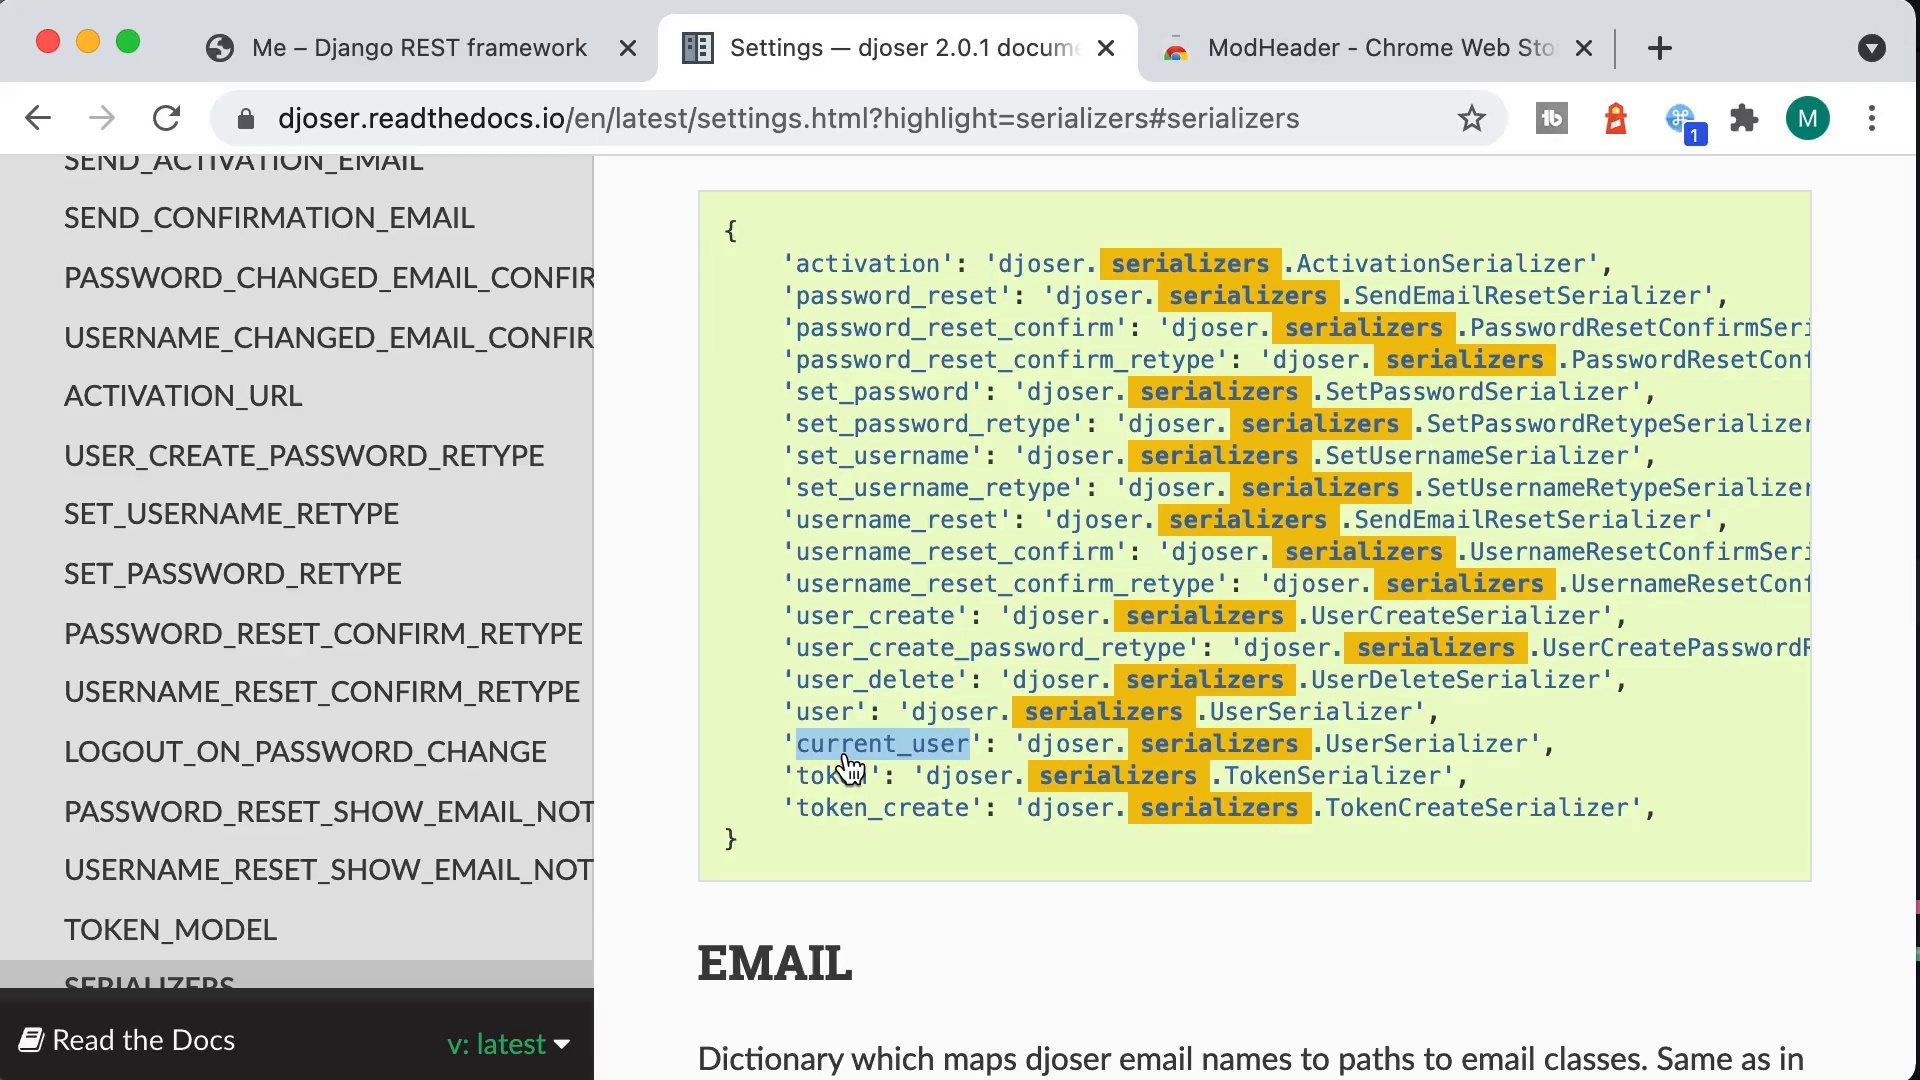 Me – Django REST framework
Settings — djoser 2.0.1 docume
ModHeader - Chrome Web Sto
djoser.readthedocs.io/en/latest/settings.html?highlight=serializers#serializers
1
M
SEND_ACTIVATION_EMAIL
SEND_CONFIRMATION_EMAIL
PASSWORD_CHANGED_EMAIL_CONFIR
USERNAME_CHANGED_EMAIL_CONFIR
ACTIVATION_URL
USER_CREATE_PASSWORD_RETYPE
SET_USERNAME_RETYPE
SET_PASSWORD_RETYPE
PASSWORD_RESET_CONFIRM_RETYPE
USERNAME_RESET_CONFIRM_RETYPE
LOGOUT_ON_PASSWORD_CHANGE
PASSWORD_RESET_SHOW_EMAIL_NOT
USERNAME_RESET_SHOW_EMAIL_NOT
TOKEN_MODEL
SERIALIZERS
Read the Docs
v: latest
{
'activation': 'djoser.serializers.ActivationSerializer',
'password_reset': 'djoser.serializers.SendEmailResetSerializer',
'password_reset_confirm': 'djoser.serializers.PasswordResetConfirmSeri
'password_reset_confirm_retype': 'djoser.serializers.PasswordResetConf
'set_password': 'djoser.serializers.SetPasswordSerializer',
'set_password_retype': 'djoser.serializers.SetPasswordRetypeSerializer
'set_username': 'djoser.serializers.SetUsernameSerializer',
'set_username_retype': 'djoser.serializers.SetUsernameRetypeSerializer
'username_reset': 'djoser.serializers.SendEmailResetSerializer',
'username_reset_confirm': 'djoser.serializers.UsernameResetConfirmSeri
'username_reset_confirm_retype': 'djoser.serializers.UsernameResetConf
'user_create': 'djoser.serializers.UserCreateSerializer',
'user_create_password_retype': 'djoser.serializers.UserCreatePasswordR
'user_delete': 'djoser.serializers.UserDeleteSerializer',
'user': 'djoser.serializers.UserSerializer',
'current_user': 'djoser.serializers.UserSerializer',
'token': 'djoser.serializers.TokenSerializer',
'token_create': 'djoser.serializers.TokenCreateSerializer',
}
EMAIL
Dictionary which maps djoser email names to paths to email classes. Same as in